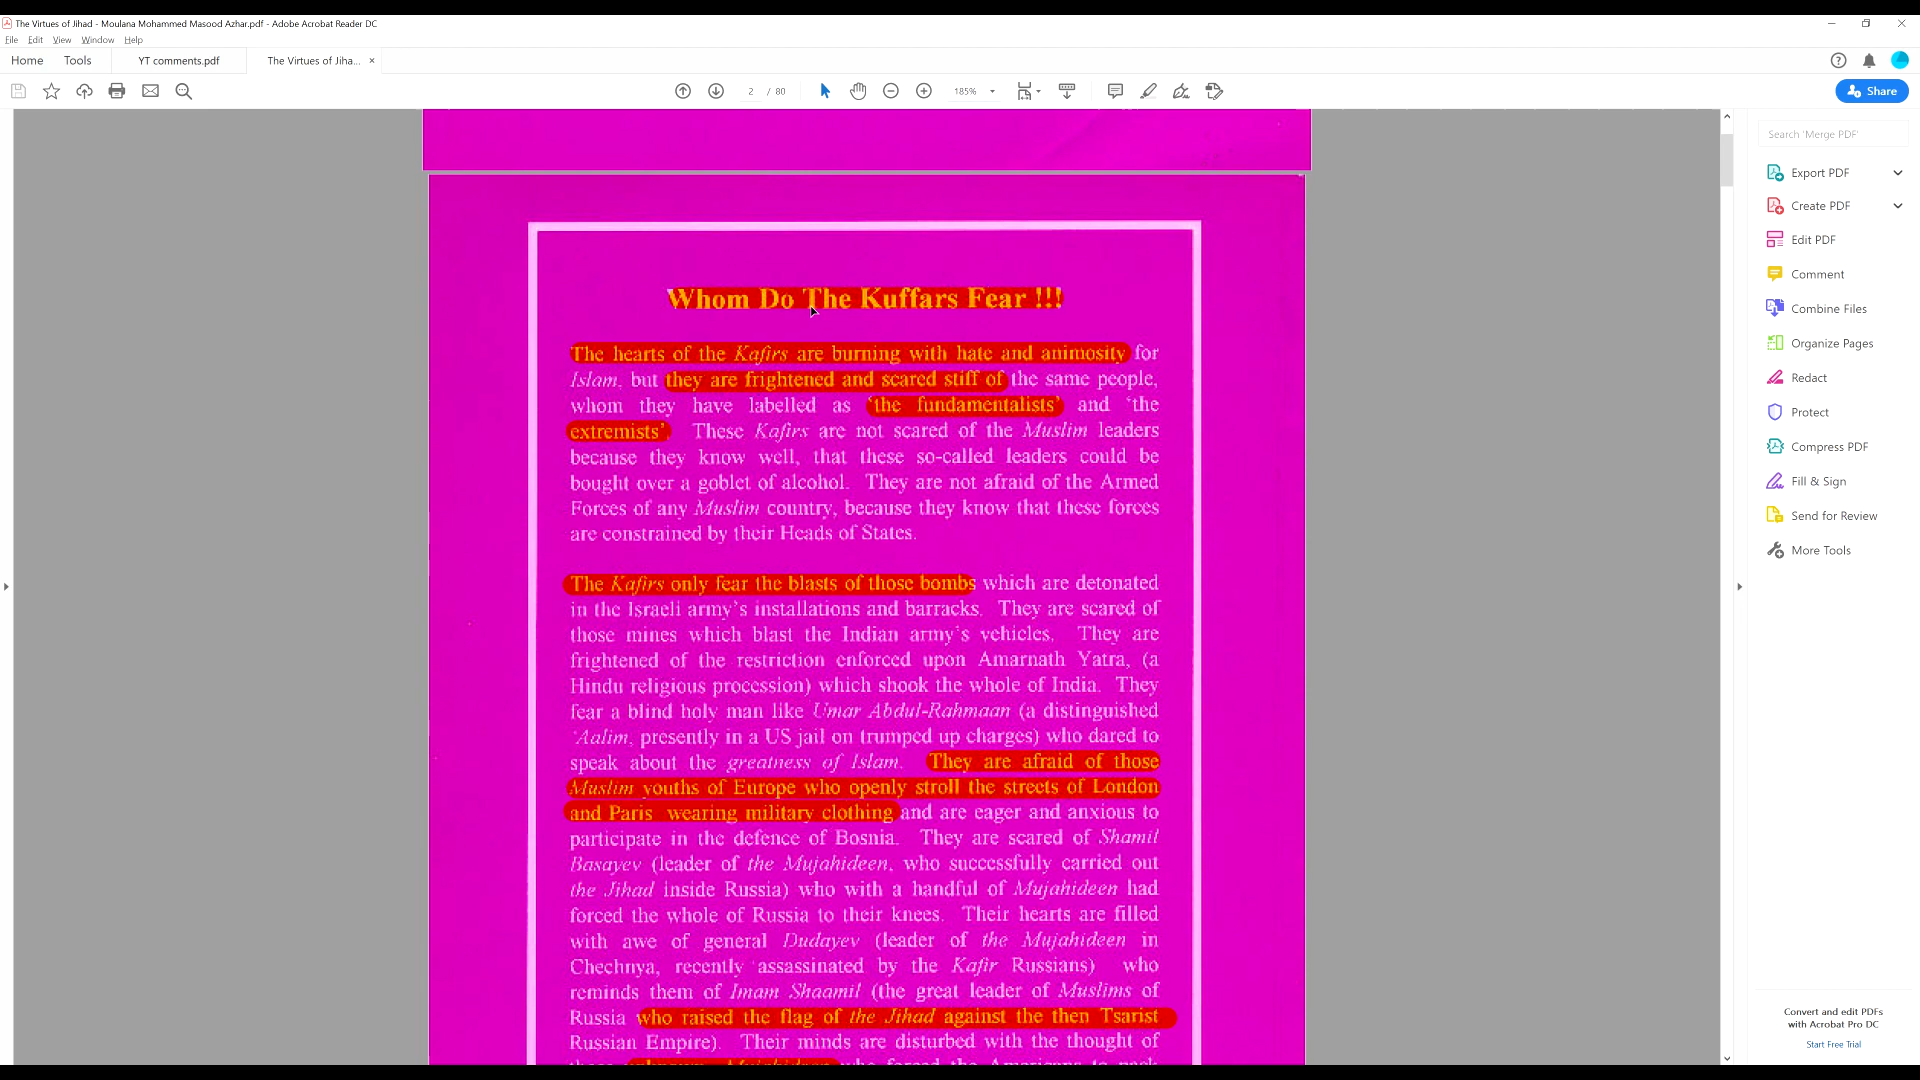 The Virtues of Jihad - Moulana Mohammed Masood Azhar.pdf - Adobe Acrobat Reader DC
File Edit View Window Help
Home Tools YT comments.pdf The Virtues of Jiha... ×
2 / 80 185% Share
Search 'Merge PDF'
Export PDF
Create PDF
Edit PDF
Comment
Combine Files
Organize Pages
Redact
Protect
Compress PDF
Fill & Sign
Send for Review
More Tools
Convert and edit PDFs
with Acrobat Pro DC
Start Free Trial
Whom Do The Kuffars Fear !!!
The hearts of the Kafirs are burning with hate and animosity for
Islam, but they are frightened and scared stiff of the same people,
whom they have labelled as 'the fundamentalists' and 'the
extremists'. These Kafirs are not scared of the Muslim leaders
because they know well, that these so-called leaders could be
bought over a goblet of alcohol. They are not afraid of the Armed
Forces of any Muslim country, because they know that these forces
are constrained by their Heads of States.
The Kafirs only fear the blasts of those bombs which are detonated
in the Israeli army's installations and barracks. They are scared of
those mines which blast the Indian army's vehicles. They are
frightened of the restriction enforced upon Amarnath Yatra, (a
Hindu religious procession) which shook the whole of India. They
fear a blind holy man like Umar Abdul-Rahmaan (a distinguished
'Aalim, presently in a US jail on trumped up charges) who dared to
speak about the greatness of Islam. They are afraid of those
Muslim youths of Europe who openly stroll the streets of London
and Paris wearing military clothing and are eager and anxious to
participate in the defence of Bosnia. They are scared of Shamil
Basayev (leader of the Mujahideen, who successfully carried out
the Jihad inside Russia) who with a handful of Mujahideen had
forced the whole of Russia to their knees. Their hearts are filled
with awe of general Dudayev (leader of the Mujahideen in
Chechnya, recently assassinated by the Kafir Russians) who
reminds them of Imam Shaamil (the great leader of Muslims of
Russia who raised the flag of the Jihad against the then Tsarist
Russian Empire). Their minds are disturbed with the thought of